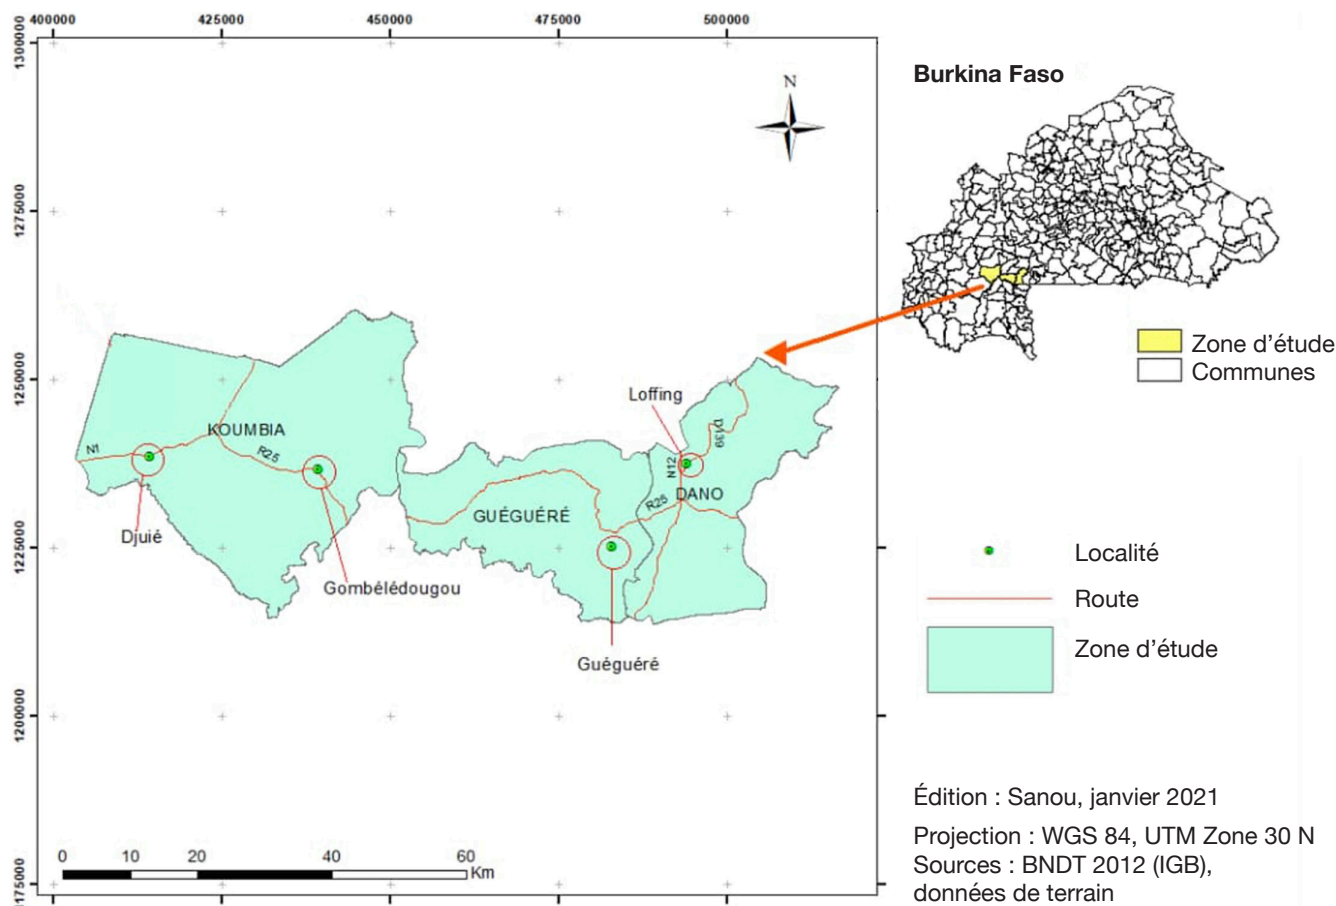 400000 425000 450000 475000 500000
1300000
1275000
1250000
1225000
1200000
1175000
N
Burkina Faso
Zone d'étude
Communes
Loffing
D139
KOUMBIA
N1
R25
N12
DANO
R25
GUÉGUÉRÉ
Djuié
Gombélédougou
Guéguéré
Localité
Route
Zone d'étude
0 10 20 60
Km
Édition : Sanou, janvier 2021
Projection : WGS 84, UTM Zone 30 N
Sources : BNDT 2012 (IGB),
données de terrain